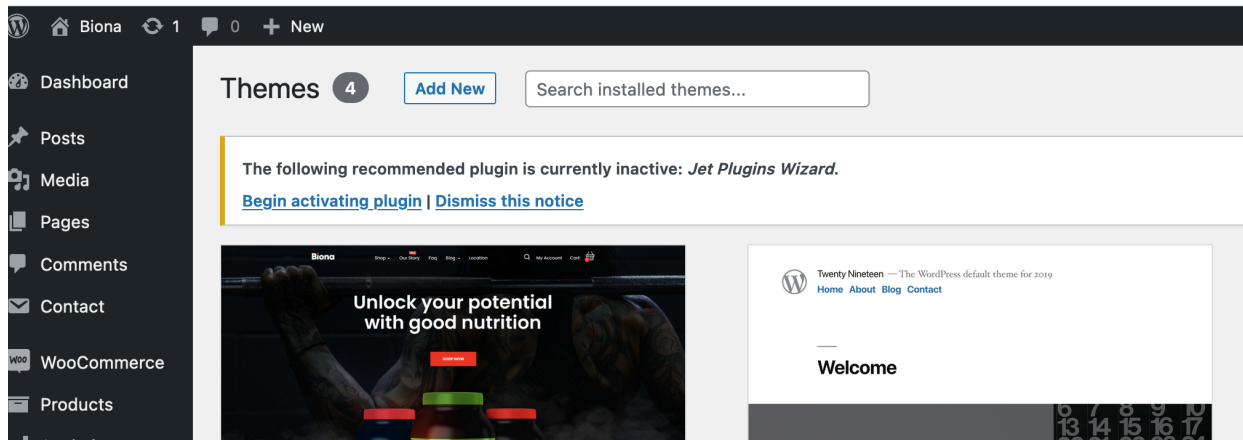 Biona 1 0 + New
Dashboard
Posts
Media
Pages
Comments
Contact
Woo WooCommerce
Products
Themes 4 Add New Search installed themes...
The following recommended plugin is currently inactive: Jet Plugins Wizard.
Begin activating plugin | Dismiss this notice
Biona Shop Our Story Faq Blog Location My Account Cart
Unlock your potential
with good nutrition
SHOP NOW
Twenty Nineteen — The WordPress default theme for 2019
Home About Blog Contact
Welcome
6 7 8 9 10
13 14 15 16 17